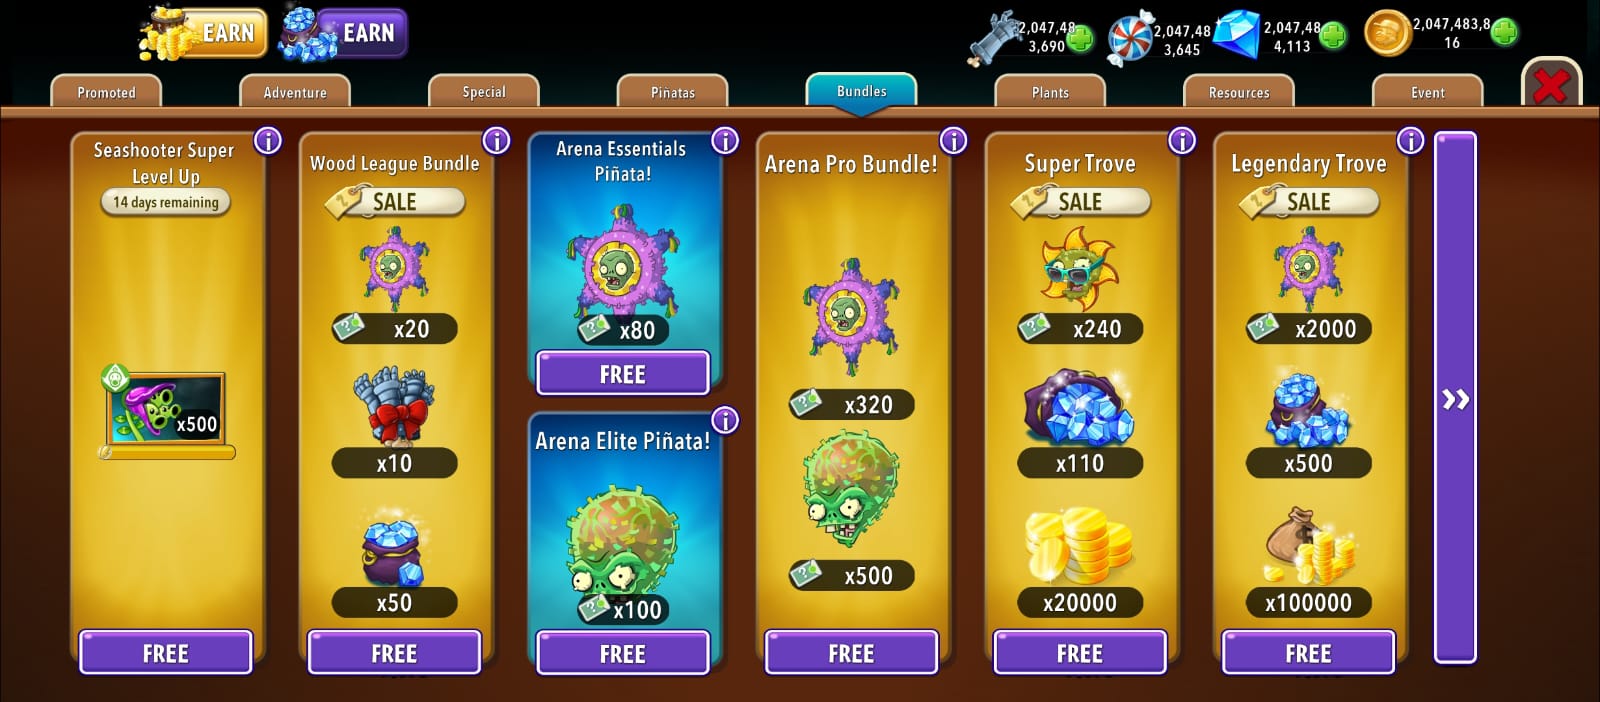 EARN
EARN
2,047,48
3,690
2,047,48
3,645
2,047,48
4,113
2,047,483,8
16
Promoted
Adventure
Special
Piñatas
Bundles
Plants
Resources
Event
Seashooter Super
Level Up
14 days remaining
x500
FREE
Wood League Bundle
SALE
x20
x10
x50
FREE
Arena Essentials
Piñata!
x80
FREE
Arena Elite Piñata!
x100
FREE
Arena Pro Bundle!
x320
x500
FREE
Super Trove
SALE
x240
x110
x20000
FREE
Legendary Trove
SALE
x2000
x500
x100000
FREE